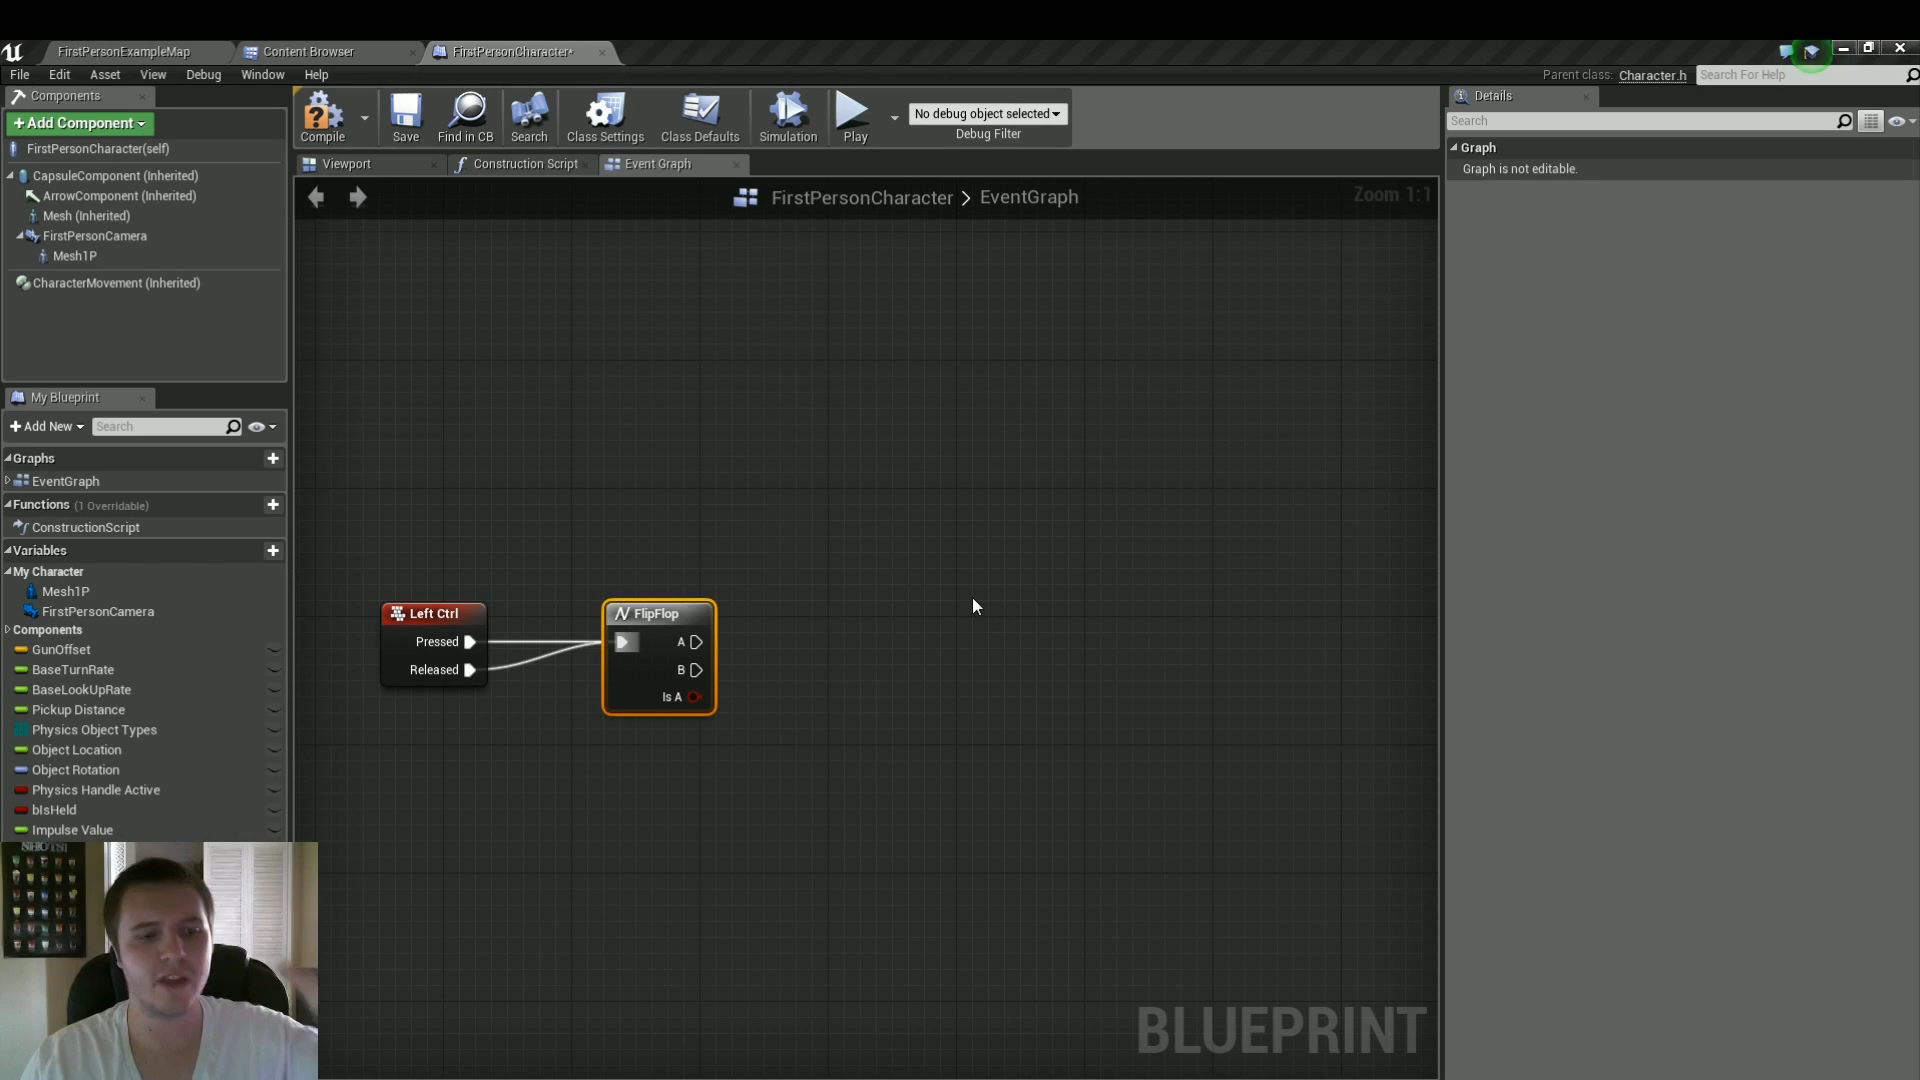 FirstPersonExampleMap
Content Browser
FirstPersonCharacter*
File Edit Asset View Debug Window Help
Parent class: Character.h
Search For Help
Components
+Add Component
FirstPersonCharacter(self)
CapsuleComponent (Inherited)
ArrowComponent (Inherited)
Mesh (Inherited)
FirstPersonCamera
Mesh1P
CharacterMovement (Inherited)
Compile
Save
Find in CB
Search
Class Settings
Class Defaults
Simulation
Play
No debug object selected
Debug Filter
Viewport
Construction Script
Event Graph
FirstPersonCharacter > EventGraph
Zoom 1:1
Details
Search
Graph
Graph is not editable.
My Blueprint
+Add New
Search
Graphs
EventGraph
Functions (1 Overridable)
ConstructionScript
Variables
My Character
Mesh1P
FirstPersonCamera
Components
GunOffset
BaseTurnRate
BaseLookUpRate
Pickup Distance
Physics Object Types
Object Location
Object Rotation
Physics Handle Active
bIsHeld
Impulse Value
Left Ctrl
Pressed
Released
FlipFlop
A
B
Is A
BLUEPRINT
SHOTS!